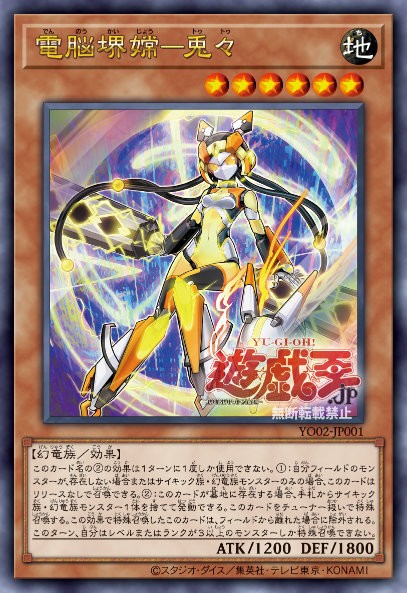 電脳堺嫦－兎々
でん のう かい じょう トゥ トゥ
地
YU-GI-OH!
遊戯王.jp
無断転載禁止
YO02-JP001
【幻竜族／効果】
このカード名の②の効果は1ターンに1度しか使用できない。①：自分フィールドのモンス
ターが、存在しない場合またはサイキック族・幻竜族モンスターのみの場合、このカードは
リリースなしで召喚できる。②：このカードが墓地に存在する場合、手札からサイキック
族・幻竜族モンスター1体を捨てて発動できる。このカードをチューナー扱いで特殊
召喚する。この効果で特殊召喚したこのカードは、フィールドから離れた場合に除外される。
このターン、自分はレベルまたはランクが3以上のモンスターしか特殊召喚できない。
ATK/1200 DEF/1800
©スタジオ・ダイス／集英社・テレビ東京・KONAMI